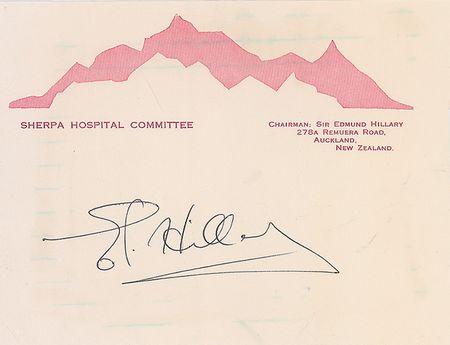 SHERPA HOSPITAL COMMITTEE
CHAIRMAN; SIR EDMUND HILLARY
278A REMUERA ROAD,
AUCKLAND,
NEW ZEALAND.
E. Hillary